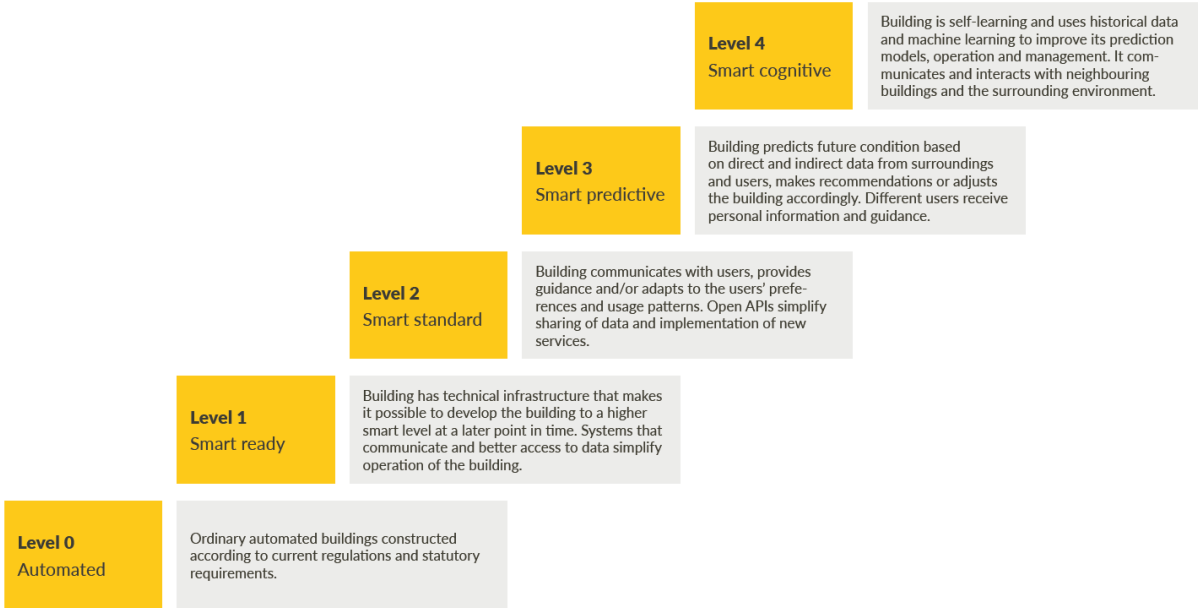 Level 4
Smart cognitive
Building is self-learning and uses historical data
and machine learning to improve its prediction
models, operation and management. It com-
municates and interacts with neighbouring
buildings and the surrounding environment.
Level 3
Smart predictive
Building predicts future condition based
on direct and indirect data from surroundings
and users, makes recommendations or adjusts
the building accordingly. Different users receive
personal information and guidance.
Level 2
Smart standard
Building communicates with users, provides
guidance and/or adapts to the users’ prefe-
rences and usage patterns. Open APIs simplify
sharing of data and implementation of new
services.
Level 1
Smart ready
Building has technical infrastructure that makes
it possible to develop the building to a higher
smart level at a later point in time. Systems that
communicate and better access to data simplify
operation of the building.
Level 0
Automated
Ordinary automated buildings constructed
according to current regulations and statutory
requirements.